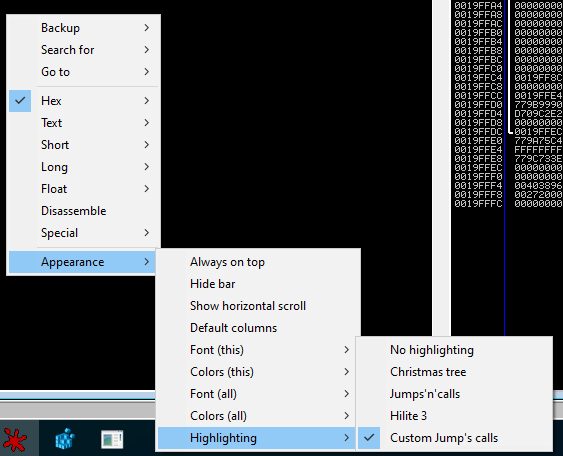 Backup
Search for
Go to
Hex
Text
Short
Long
Float
Disassemble
Special
Appearance
Always on top
Hide bar
Show horizontal scroll
Default columns
Font (this)
Colors (this)
Font (all)
Colors (all)
Highlighting
No highlighting
Christmas tree
Jumps'n'calls
Hilite 3
Custom Jump's calls
0019FFA4 00000000
0019FFA8 00000000
0019FFAC 00000000
0019FFB0 00000000
0019FFB4 00000000
0019FFB8 00000000
0019FFBC 00000000
0019FFC0 00000000
0019FFC4 0019FF8C
0019FFC8 00000000
0019FFCC 0019FFE4
0019FFD0 779B9990
0019FFD4 D709C2E2
0019FFD8 00000000
0019FFDC 0019FFEC
0019FFE0 779A75C4
0019FFE4 FFFFFFFF
0019FFE8 779C733E
0019FFEC 00000000
0019FFF0 00000000
0019FFF4 00403896
0019FFF8 00272000
0019FFFC 00000000